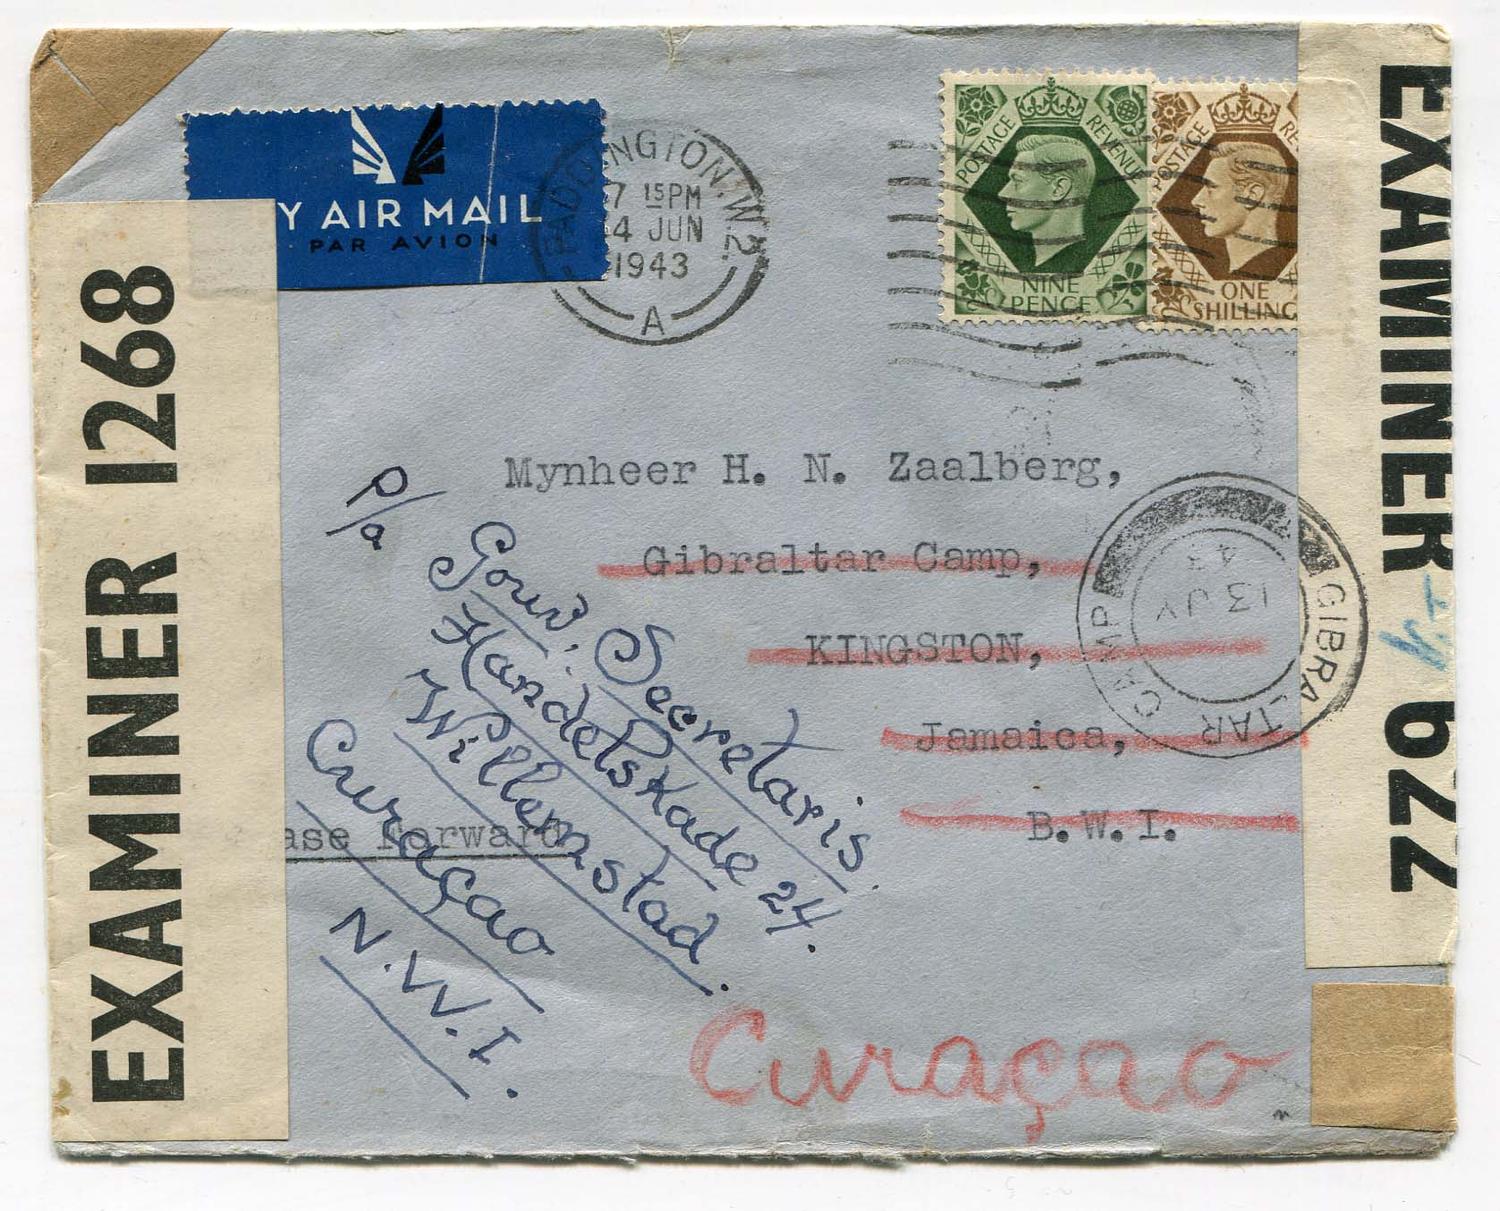 Y AIR MAIL
PAR AVION
PADDINGTON. W.2.
7 15PM
4 JUN
1943
A
POSTAGE REVENUE
NINE
PENCE
POSTAGE
ONE
SHILLING
EXAMINER 1268
EXAMINER 622
Mynheer H. N. Zaalberg,
Gibraltar Camp,
KINGSTON,
Jamaica,
B.W.I.
ase Forward
GIBRALTAR CAMP
13 JY
43
p/a
Gouv. Secretaris.
Handelskade 24.
Willemstad.
Curaçao
N.W.I.
Curaçao